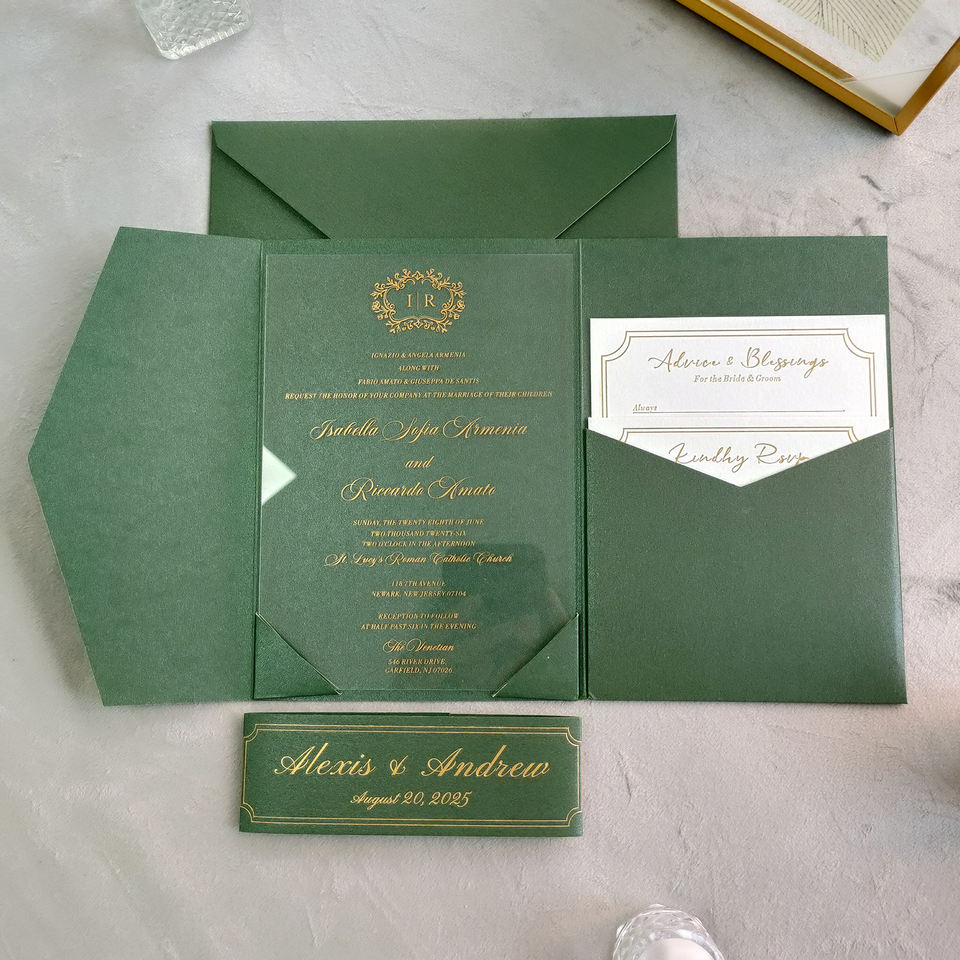 I R
IGNAZIO & ANGELA ARMENIA
ALONG WITH
FABIO AMATO & GIUSEPPA DE SANTIS
REQUEST THE HONOR OF YOUR COMPANY AT THE MARRIAGE OF THEIR CHILDREN
Isabella Sofia Armenia
and
Riccardo Amato
SUNDAY, THE TWENTY EIGHTH OF JUNE
TWO THOUSAND TWENTY-SIX
TWO O'CLOCK IN THE AFTERNOON
St. Lucy's Roman Catholic Church
118 7TH AVENUE
NEWARK, NEW JERSEY 07104
RECEPTION TO FOLLOW
AT HALF PAST SIX IN THE EVENING
The Venetian
546 RIVER DRIVE,
GARFIELD, NJ 07026
Advice & Blessings
For the Bride & Groom
Always
Kindhy Rsvp
Alexis & Andrew
August 20, 2025